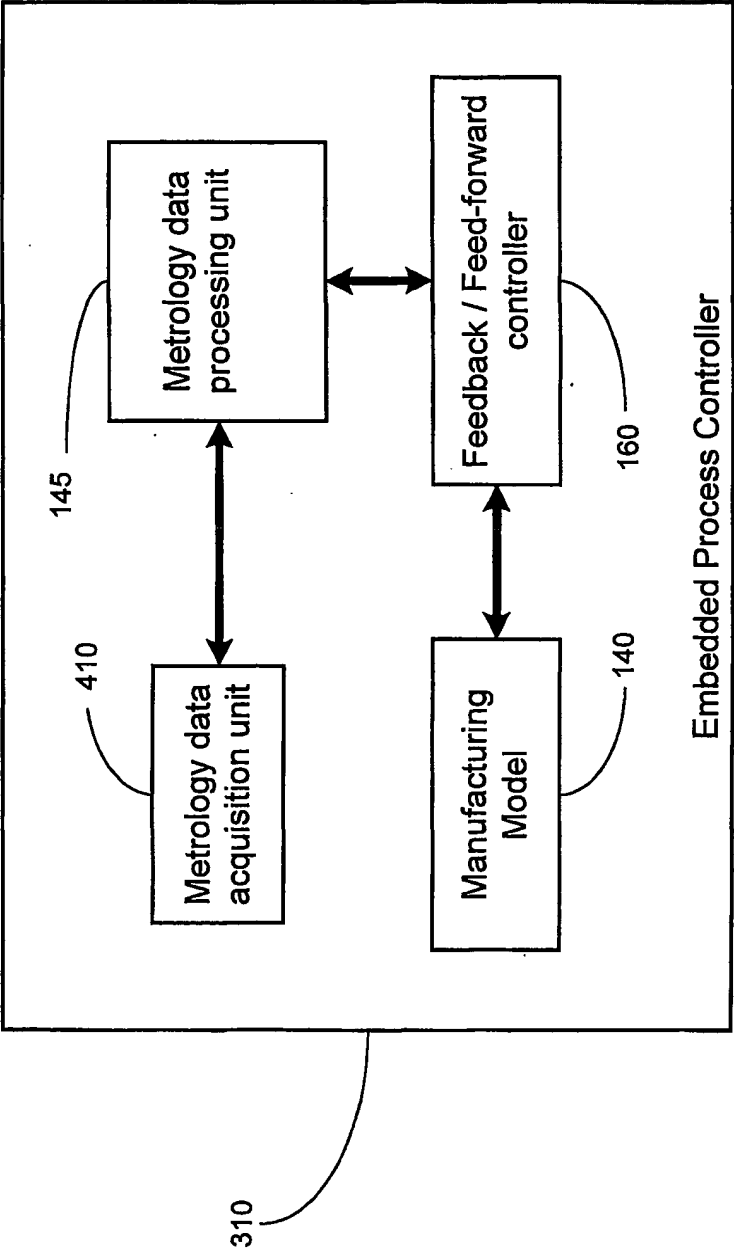 310
410
145
Metrology data
acquisition unit
Metrology data
processing unit
Manufacturing
Model
Feedback / Feed-forward
controller
140
160
Embedded Process Controller